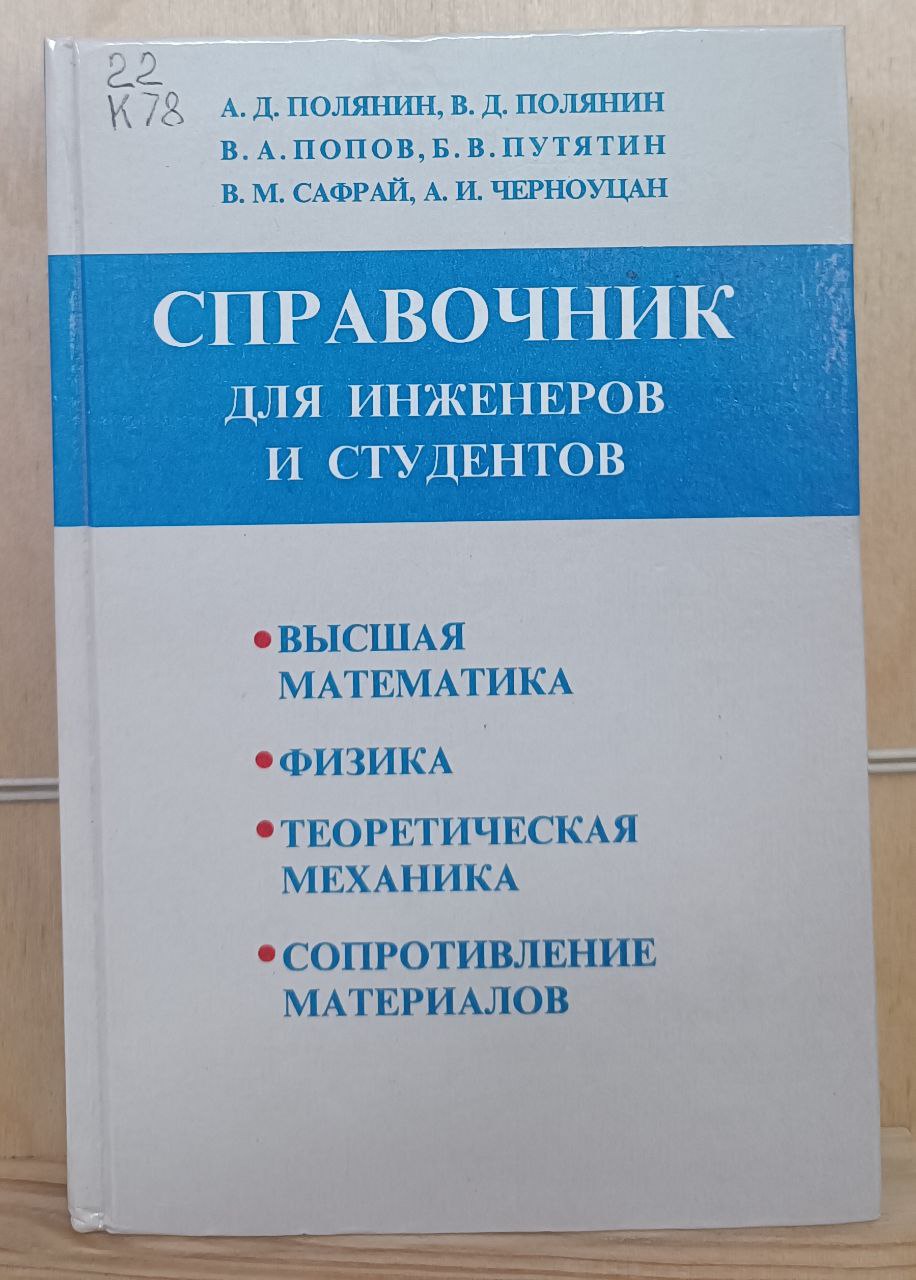 22
К78
А. Д. ПОЛЯНИН, В. Д. ПОЛЯНИН
В. А. ПОПОВ, Б. В. ПУТЯТИН
В. М. САФРАЙ, А. И. ЧЕРНОУЦАН
СПРАВОЧНИК
ДЛЯ ИНЖЕНЕРОВ
И СТУДЕНТОВ
• ВЫСШАЯ
МАТЕМАТИКА
• ФИЗИКА
• ТЕОРЕТИЧЕСКАЯ
МЕХАНИКА
• СОПРОТИВЛЕНИЕ
МАТЕРИАЛОВ